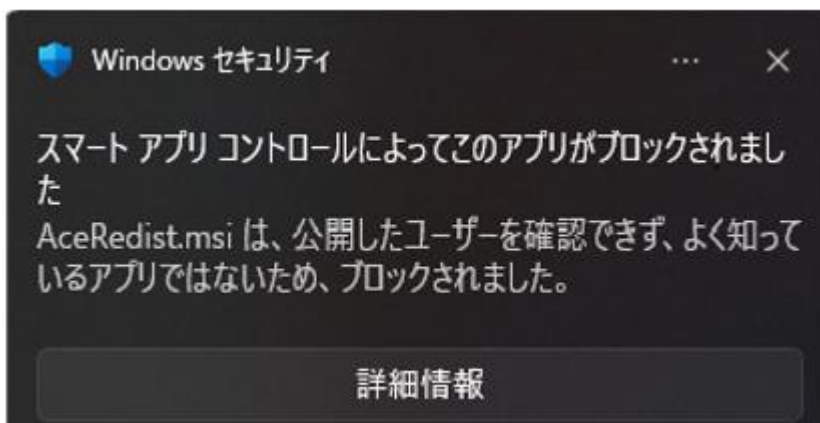 Windows セキュリティ
スマート アプリ コントロールによってこのアプリがブロックされまし
た
AceRedist.msi は、公開したユーザーを確認できず、よく知って
いるアプリではないため、ブロックされました。
詳細情報